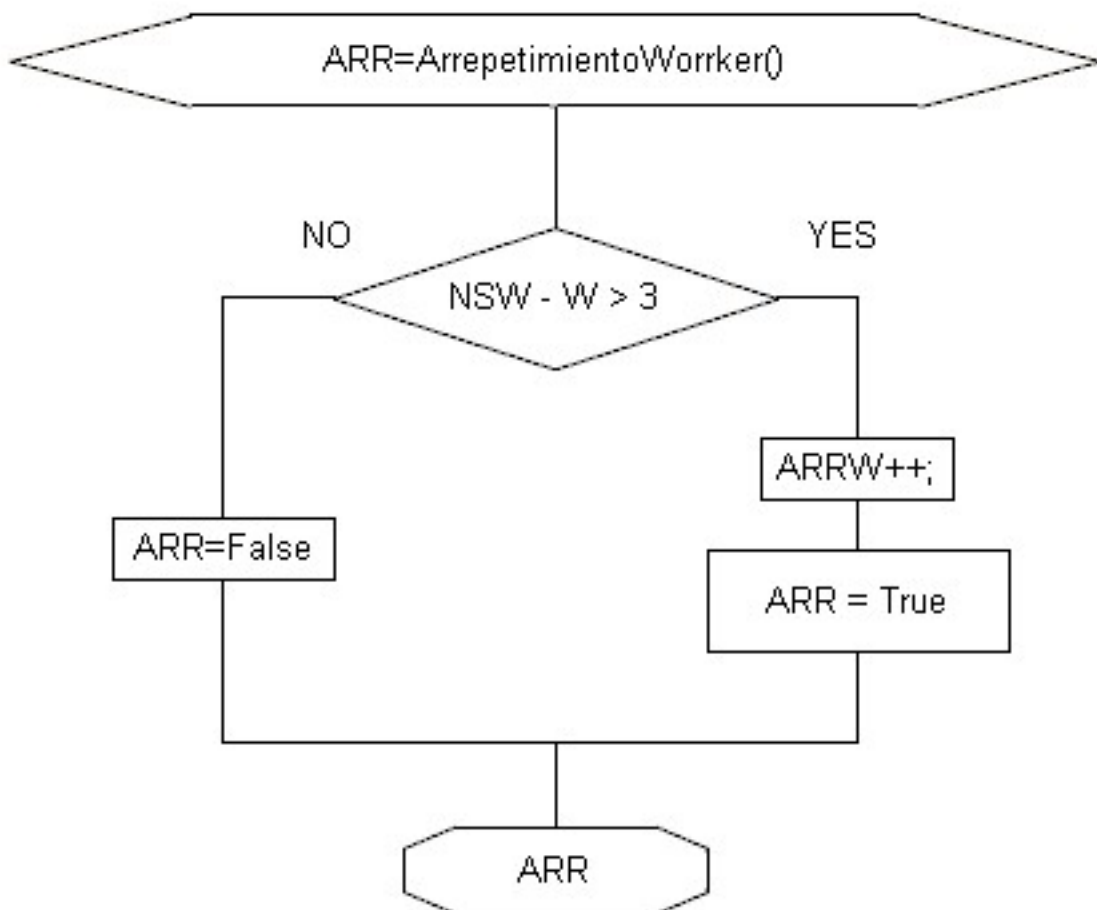 ARR=ArrepetimientoWorrker()
NO
YES
NSW - W > 3
ARRW++;
ARR=False
ARR = True
ARR